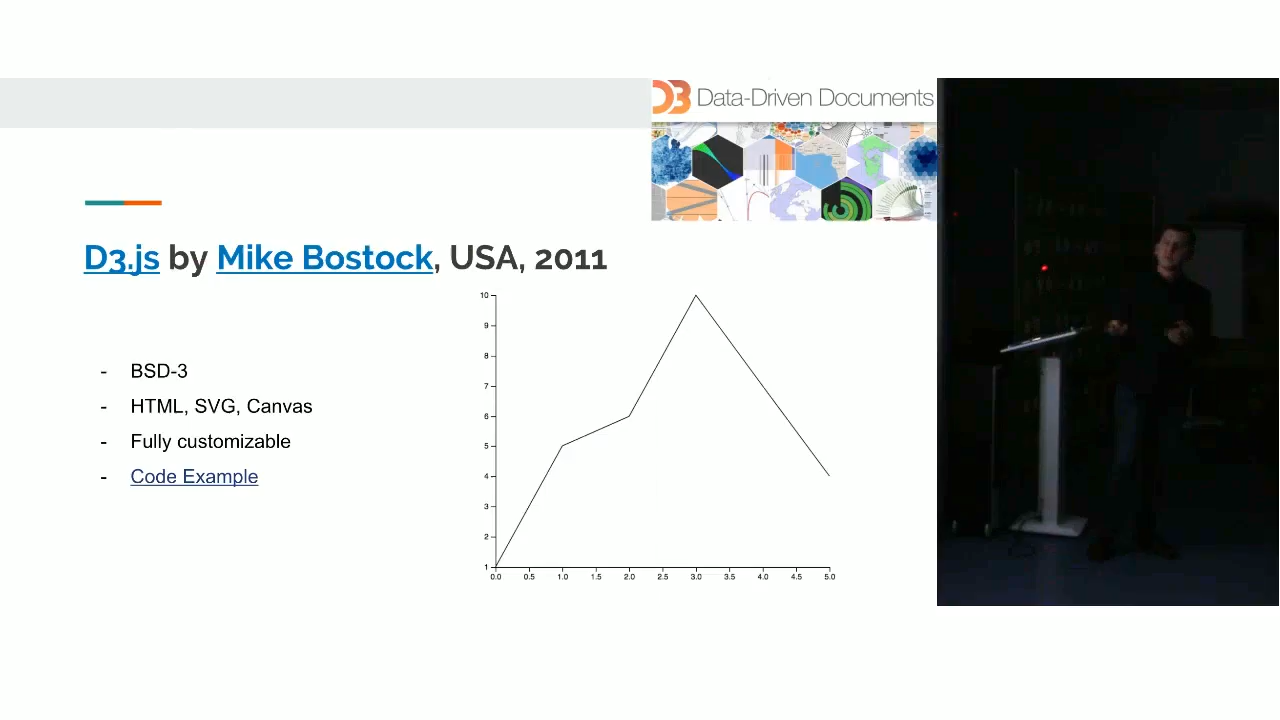 D3 Data-Driven Documents
D3.js by Mike Bostock, USA, 2011
- BSD-3
- HTML, SVG, Canvas
- Fully customizable
- Code Example
10
9
8
7
6
5
4
3
2
1
0.0 0.5 1.0 1.5 2.0 2.5 3.0 3.5 4.0 4.5 5.0